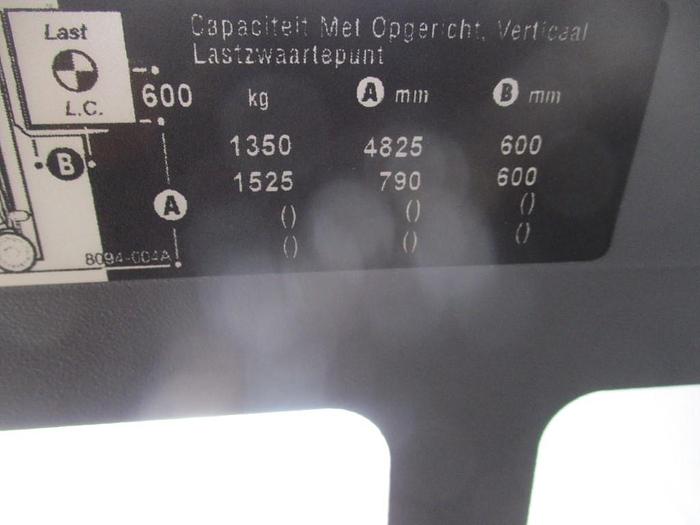 Capaciteit Met Opgericht, Verticaal
Lastzwaartepunt
Last
L.C.
600
kg A mm B mm
1350 4825 600
1525 790 600
() () ()
() () ()
B
A
8094-004A